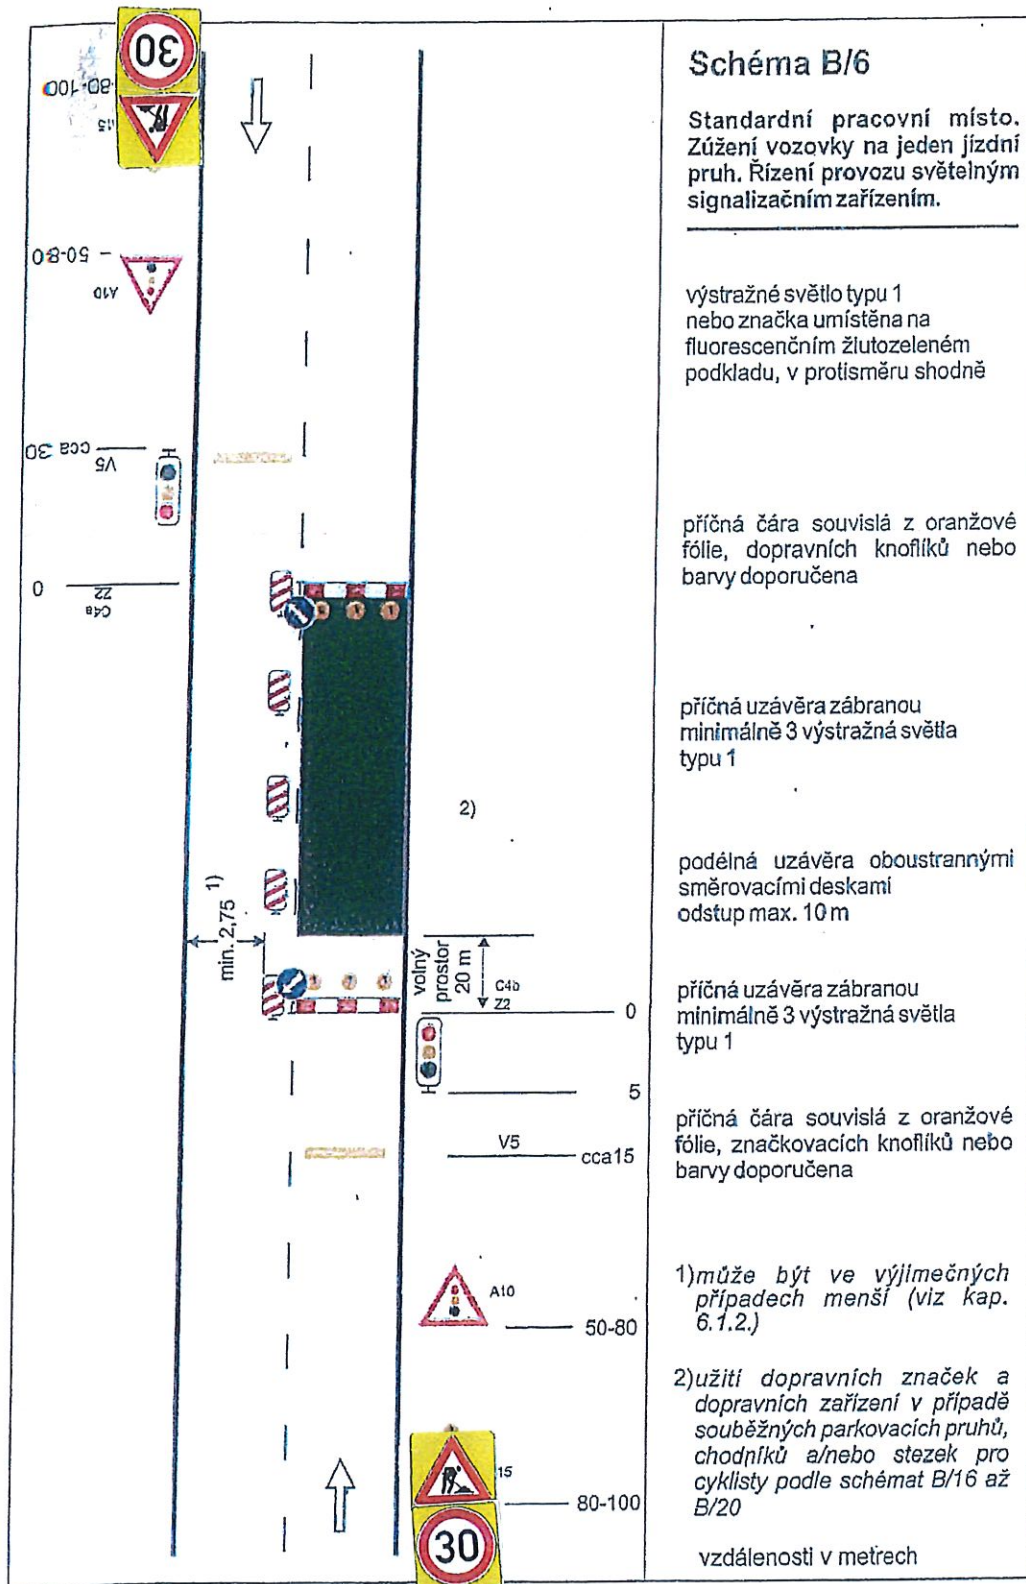 30
80-100
15
50-80
A10
cca 30
V5
0
Z2
C4a
2)
min. 2,75 1)
volný
prostor
20 m
C4b
Z2
0
5
V5
cca15
A10
50-80
15
80-100
30
Schéma B/6
Standardní pracovní místo.
Zúžení vozovky na jeden jízdní
pruh. Řízení provozu světelným
signalizačním zařízením.
výstražné světlo typu 1
nebo značka umístěna na
fluorescenčním žlutozeleném
podkladu, v protisměru shodně
příčná čára souvislá z oranžové
fólie, dopravních knoflíků nebo
barvy doporučena
příčná uzávěra zábranou
minimálně 3 výstražná světla
typu 1
podélná uzávěra oboustrannými
směrovacími deskami
odstup max. 10 m
příčná uzávěra zábranou
minimálně 3 výstražná světla
typu 1
příčná čára souvislá z oranžové
fólie, značkovacích knoflíků nebo
barvy doporučena
1) může být ve výjimečných
případech menší (viz kap.
6.1.2.)
2) užití dopravních značek a
dopravních zařízení v případě
souběžných parkovacích pruhů,
chodníků a/nebo stezek pro
cyklisty podle schémat B/16 až
B/20
vzdálenosti v metrech